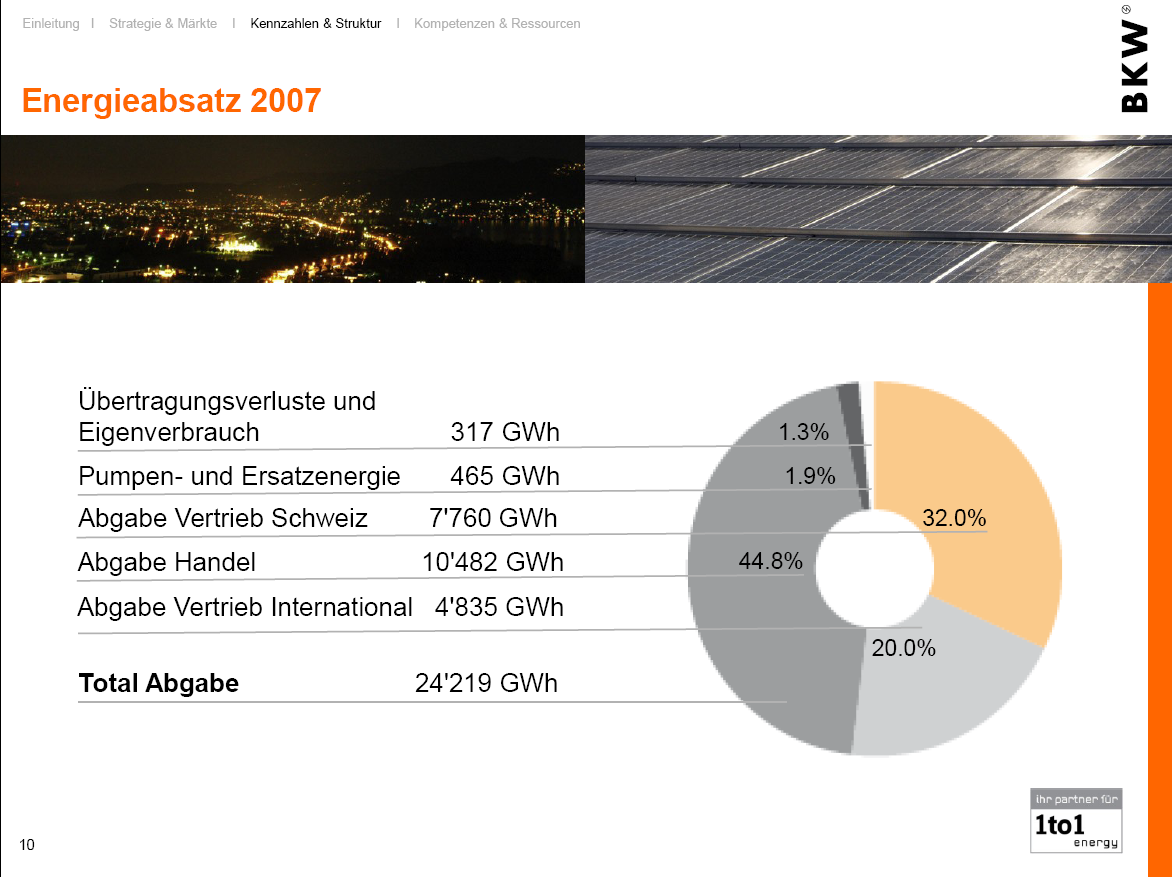 Einleitung I Strategie & Märkte I Kennzahlen & Struktur I Kompetenzen & Ressourcen
BKW®
Energieabsatz 2007
Übertragungsverluste und
Eigenverbrauch 317 GWh 1.3%
Pumpen- und Ersatzenergie 465 GWh 1.9%
Abgabe Vertrieb Schweiz 7'760 GWh 32.0%
Abgabe Handel 10'482 GWh 44.8%
Abgabe Vertrieb International 4'835 GWh
20.0%
Total Abgabe 24'219 GWh
ihr partner für
1to1
energy
10